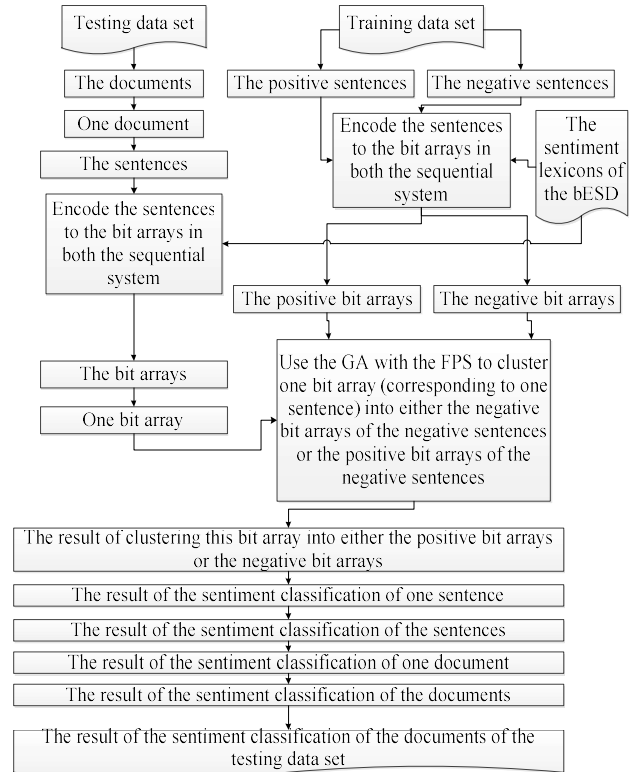 Testing data set
Training data set
The documents
The positive sentences
The negative sentences
One document
The sentences
Encode the sentences
to the bit arrays in
both the sequential
system
The
sentiment
lexicons of
the bESD
Encode the sentences
to the bit arrays in
both the sequential
system
The positive bit arrays
The negative bit arrays
The bit arrays
One bit array
Use the GA with the FPS to cluster
one bit array (corresponding to one
sentence) into either the negative
bit arrays of the negative sentences
or the positive bit arrays of the
negative sentences
The result of clustering this bit array into either the positive bit arrays
or the negative bit arrays
The result of the sentiment classification of one sentence
The result of the sentiment classification of the sentences
The result of the sentiment classification of one document
The result of the sentiment classification of the documents
The result of the sentiment classification of the documents of the
testing data set